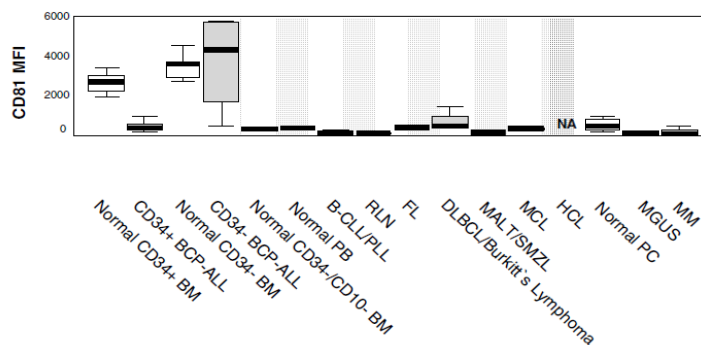 6000
4000
2000
0
CD81 MFI
NA
Normal CD34+ BM
CD34+ BCP-ALL
Normal CD34- BM
CD34- BCP-ALL
Normal CD34-/CD10- BM
Normal PB
B-CLL/PLL
RLN
FL
DLBCL/Burkitt`s Lymphoma
MALT/SMZL
MCL
HCL
Normal PC
MGUS
MM